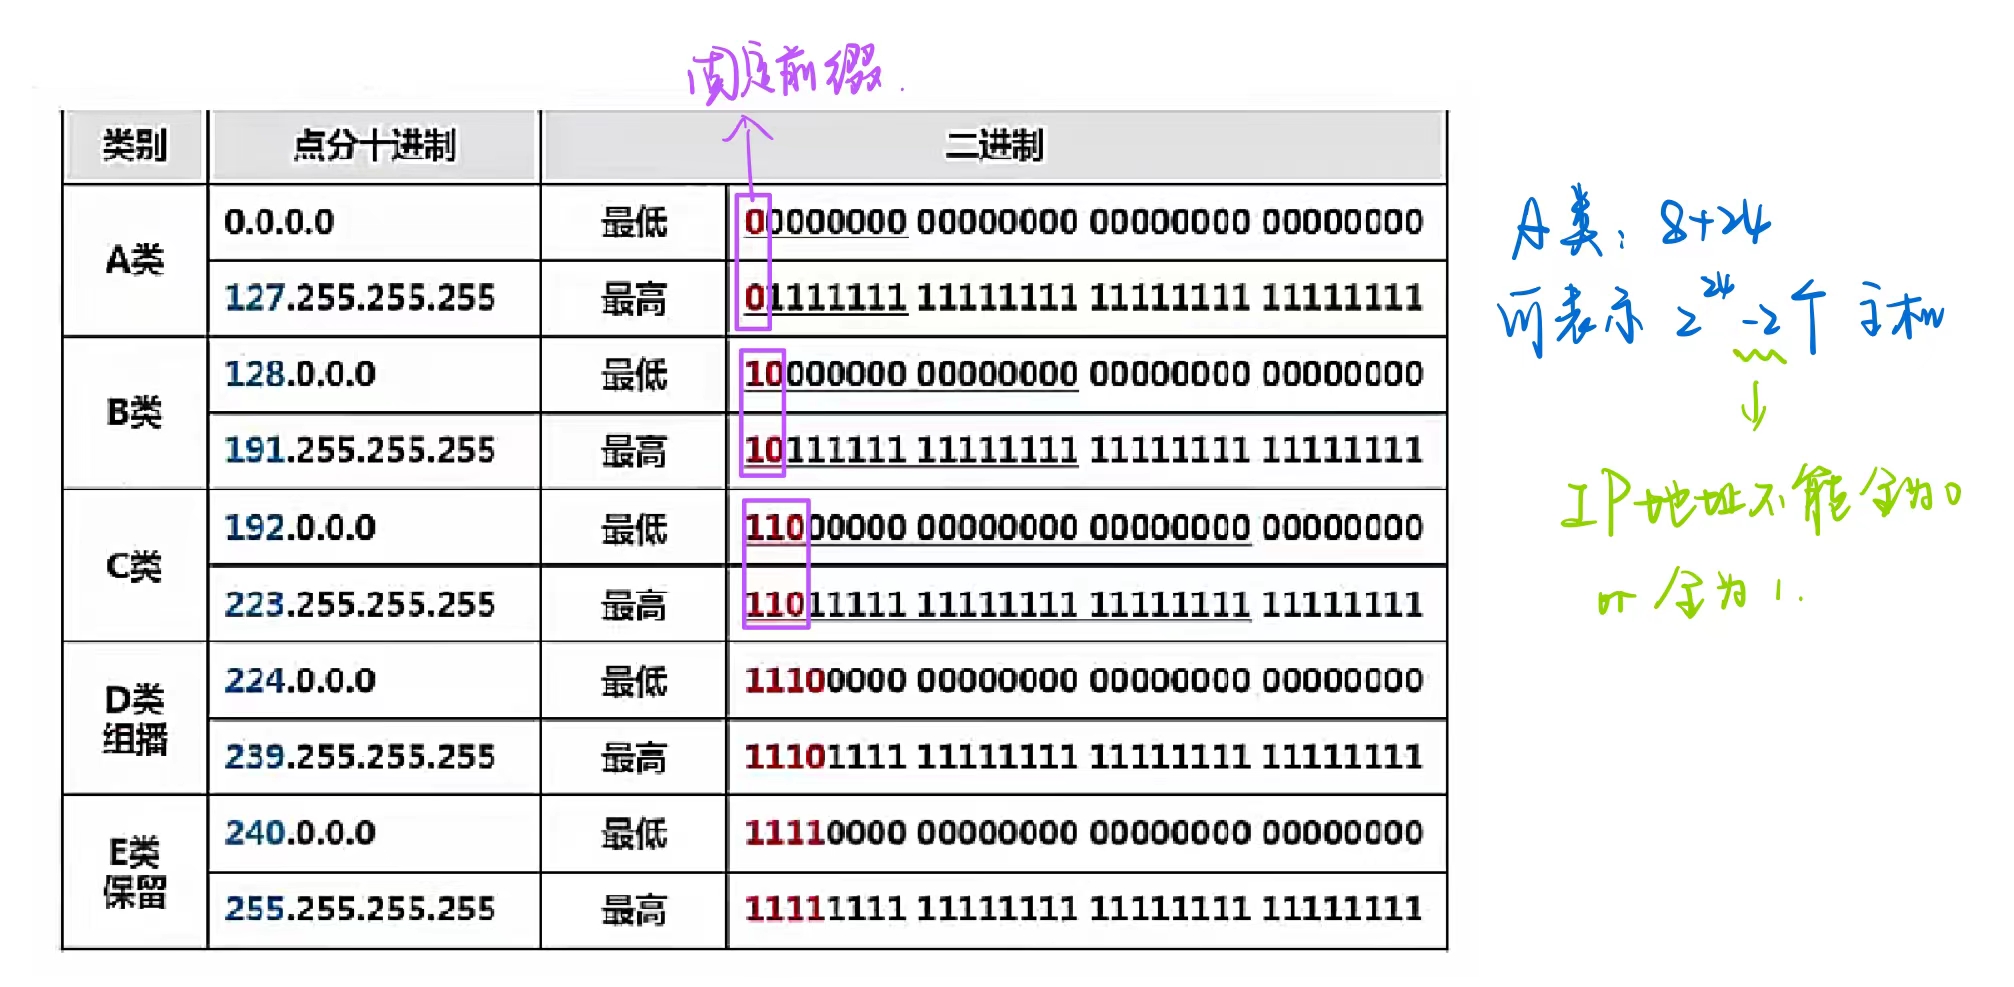 固定前缀.
类别 点分十进制 二进制
A类 0.0.0.0 最低 00000000 00000000 00000000 00000000
127.255.255.255 最高 01111111 11111111 11111111 11111111
B类 128.0.0.0 最低 10000000 00000000 00000000 00000000
191.255.255.255 最高 10111111 11111111 11111111 11111111
C类 192.0.0.0 最低 11000000 00000000 00000000 00000000
223.255.255.255 最高 11011111 11111111 11111111 11111111
D类
组播 224.0.0.0 最低 11100000 00000000 00000000 00000000
239.255.255.255 最高 11101111 11111111 11111111 11111111
E类
保留 240.0.0.0 最低 11110000 00000000 00000000 00000000
255.255.255.255 最高 11111111 11111111 11111111 11111111
A类: 8+24
可表示 2^24-2个 主机
IP地址不能全为0
or 全为1.